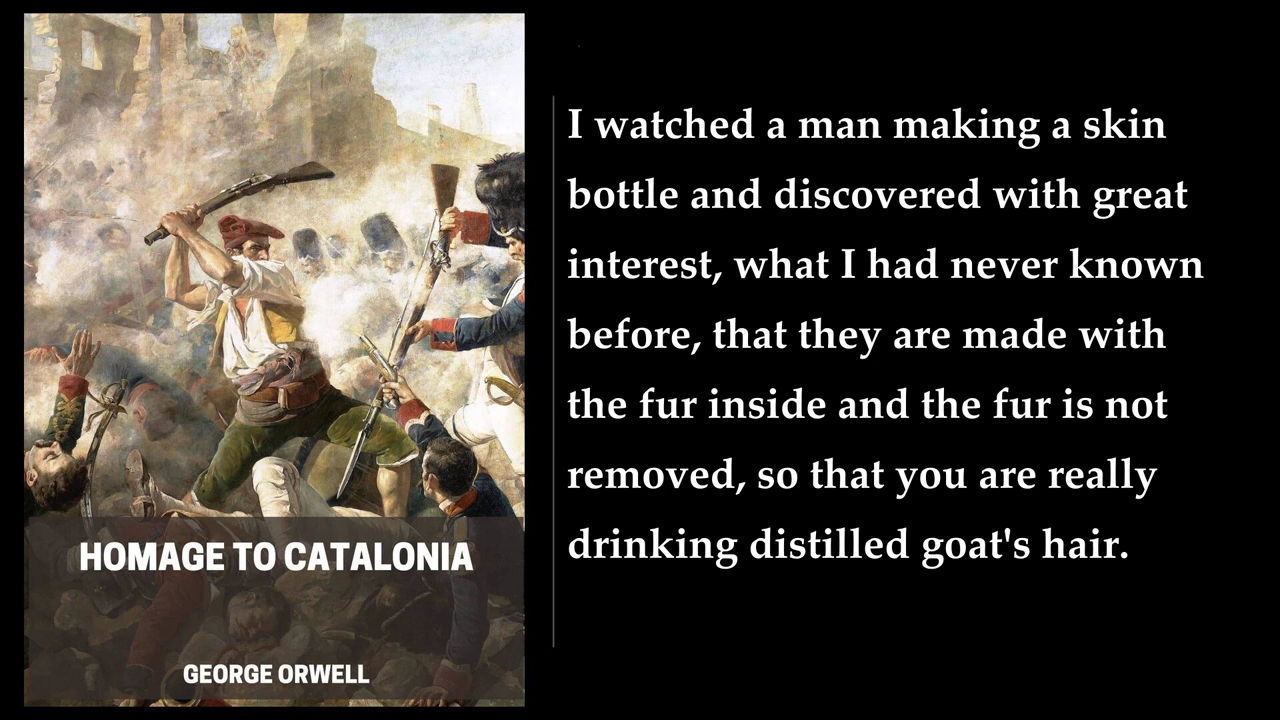 HOMAGE TO CATALONIA
GEORGE ORWELL
I watched a man making a skin
bottle and discovered with great
interest, what I had never known
before, that they are made with
the fur inside and the fur is not
removed, so that you are really
drinking distilled goat's hair.